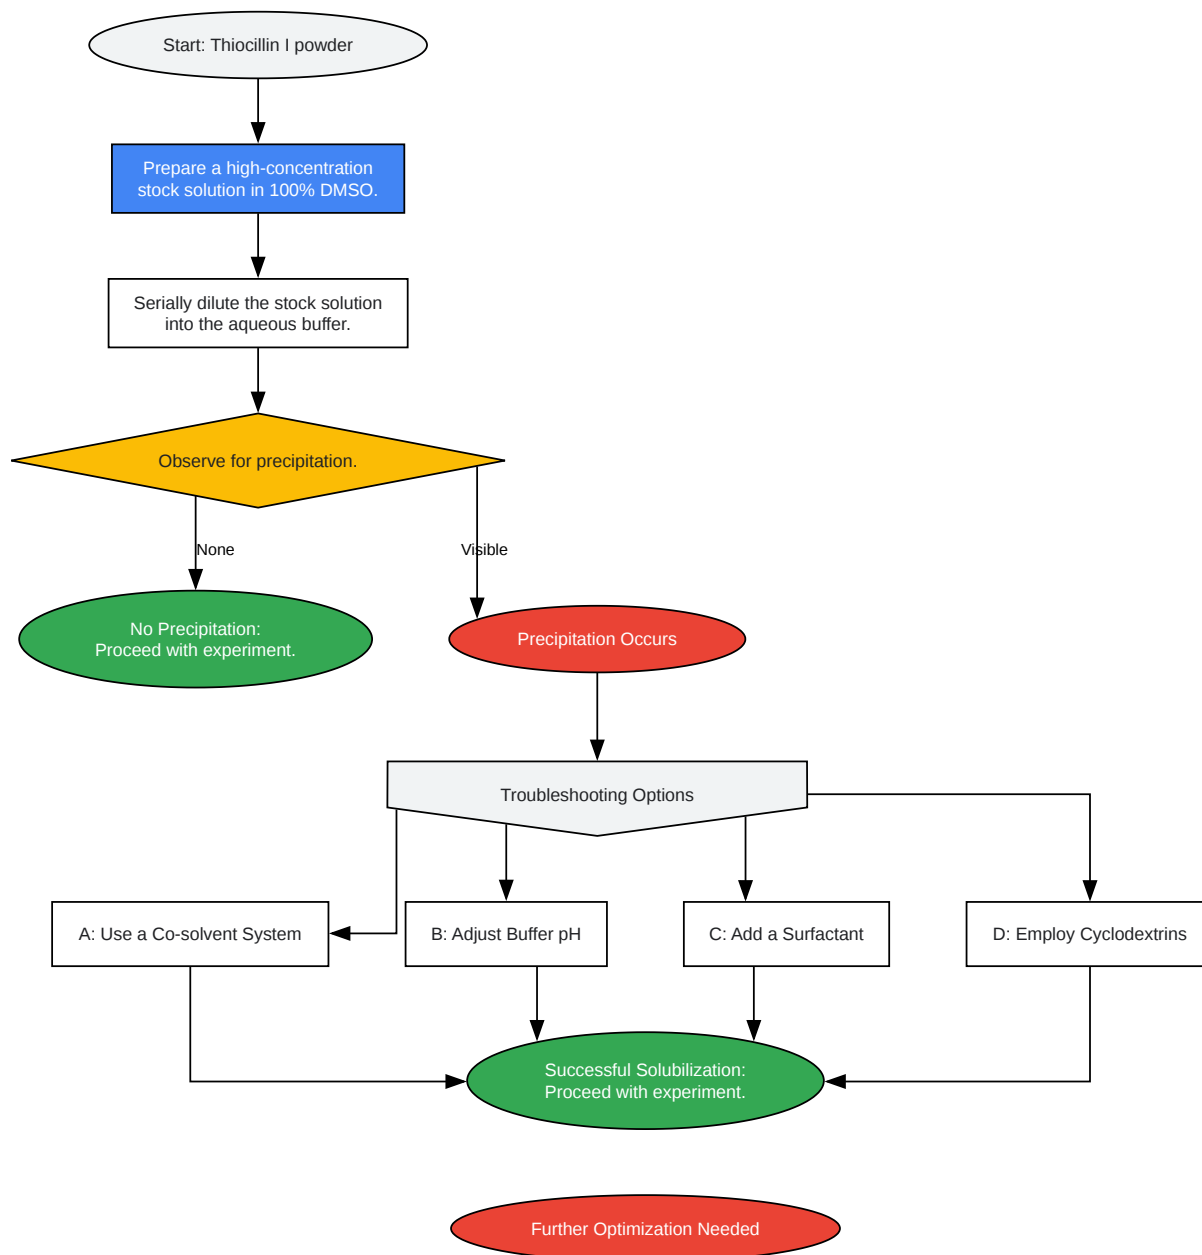 Start: Thiocillin I powder
Prepare a high-concentration
stock solution in 100% DMSO.
Serially dilute the stock solution
into the aqueous buffer.
Observe for precipitation.
None
Visible
No Precipitation:
Proceed with experiment.
Precipitation Occurs
Troubleshooting Options
A: Use a Co-solvent System
B: Adjust Buffer pH
C: Add a Surfactant
D: Employ Cyclodextrins
Successful Solubilization:
Proceed with experiment.
Further Optimization Needed